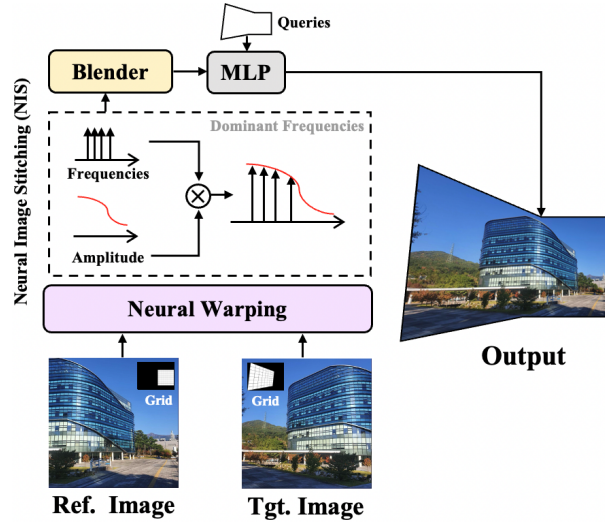 Queries
Blender
MLP
Neural Image Stitching (NIS)
Dominant Frequencies
Frequencies
Amplitude
Neural Warping
Grid
Grid
Output
Ref. Image
Tgt. Image